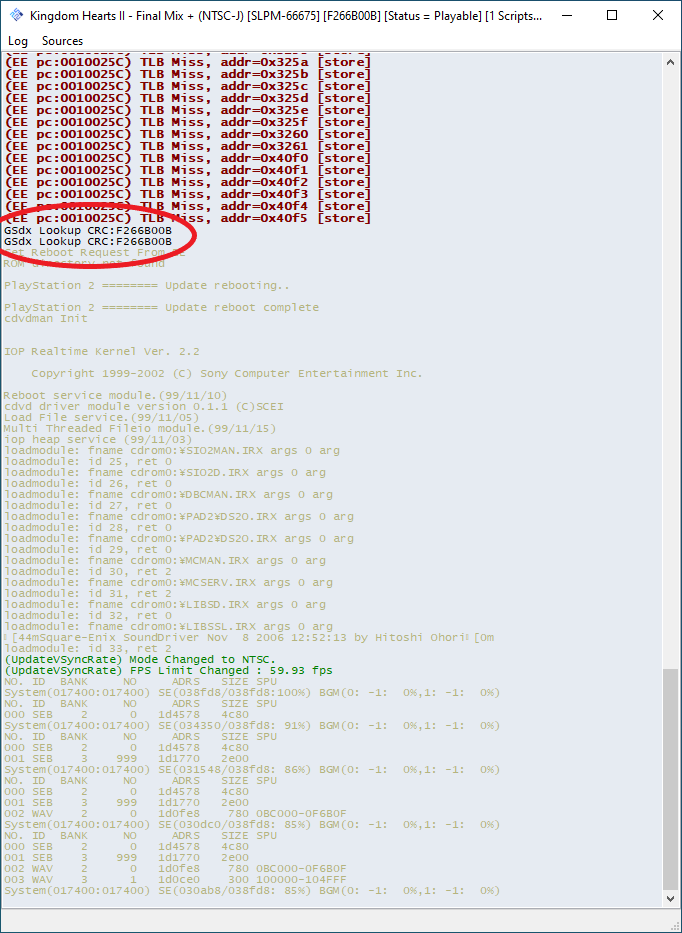 Kingdom Hearts II - Final Mix + (NTSC-J) [SLPM-66675] [F266B00B] [Status = Playable] [1 Scripts...
Log Sources
(EE pc:0010025C) TLB Miss, addr=0x325a [store]
(EE pc:0010025C) TLB Miss, addr=0x325b [store]
(EE pc:0010025C) TLB Miss, addr=0x325c [store]
(EE pc:0010025C) TLB Miss, addr=0x325d [store]
(EE pc:0010025C) TLB Miss, addr=0x325e [store]
(EE pc:0010025C) TLB Miss, addr=0x325f [store]
(EE pc:0010025C) TLB Miss, addr=0x3260 [store]
(EE pc:0010025C) TLB Miss, addr=0x3261 [store]
(EE pc:0010025C) TLB Miss, addr=0x40f0 [store]
(EE pc:0010025C) TLB Miss, addr=0x40f1 [store]
(EE pc:0010025C) TLB Miss, addr=0x40f2 [store]
(EE pc:0010025C) TLB Miss, addr=0x40f3 [store]
(EE pc:0010025C) TLB Miss, addr=0x40f4 [store]
(EE pc:0010025C) TLB Miss, addr=0x40f5 [store]
GSdx Lookup CRC:F266B00B
GSdx Lookup CRC:F266B00B
Get Reboot Request From EE
ROM directory not found
PlayStation 2 ======== Update rebooting..
PlayStation 2 ======== Update reboot complete
cdvdman Init
IOP Realtime Kernel Ver. 2.2
Copyright 1999-2002 (C) Sony Computer Entertainment Inc.
Reboot service module.(99/11/10)
cdvd driver module version 0.1.1 (C)SCEI
Load File service.(99/11/05)
Multi Threaded Fileio module.(99/11/15)
iop heap service (99/11/03)
loadmodule: fname cdrom0:¥SIO2MAN.IRX args 0 arg
loadmodule: id 25, ret 0
loadmodule: fname cdrom0:¥SIO2D.IRX args 0 arg
loadmodule: id 26, ret 0
loadmodule: fname cdrom0:¥DBCMAN.IRX args 0 arg
loadmodule: id 27, ret 0
loadmodule: fname cdrom0:¥PAD2¥DS2O.IRX args 0 arg
loadmodule: id 28, ret 0
loadmodule: fname cdrom0:¥PAD2¥DS2O.IRX args 0 arg
loadmodule: id 29, ret 0
loadmodule: fname cdrom0:¥MCMAN.IRX args 0 arg
loadmodule: id 30, ret 2
loadmodule: fname cdrom0:¥MCSERV.IRX args 0 arg
loadmodule: id 31, ret 2
loadmodule: fname cdrom0:¥LIBSD.IRX args 0 arg
loadmodule: id 32, ret 0
loadmodule: fname cdrom0:¥LIBSSL.IRX args 0 arg
[44mSquare-Enix SoundDriver Nov 8 2006 12:52:13 by Hitoshi Ohori [0m
loadmodule: id 33, ret 2
(UpdateVSyncRate) Mode Changed to NTSC.
(UpdateVSyncRate) FPS Limit Changed : 59.93 fps
NO. ID BANK NO ADRS SIZE SPU
System(017400:017400) SE(038fd8/038fd8:100%) BGM(0: -1: 0%,1: -1: 0%)
NO. ID BANK NO ADRS SIZE SPU
000 SEB 2 0 1d4578 4c80
System(017400:017400) SE(034350/038fd8: 91%) BGM(0: -1: 0%,1: -1: 0%)
NO. ID BANK NO ADRS SIZE SPU
000 SEB 2 0 1d4578 4c80
001 SEB 3 999 1d1770 2e00
System(017400:017400) SE(031548/038fd8: 86%) BGM(0: -1: 0%,1: -1: 0%)
NO. ID BANK NO ADRS SIZE SPU
000 SEB 2 0 1d4578 4c80
001 SEB 3 999 1d1770 2e00
002 WAV 2 0 1d0fe8 780 0BC000-0F6B0F
System(017400:017400) SE(030dc0/038fd8: 85%) BGM(0: -1: 0%,1: -1: 0%)
NO. ID BANK NO ADRS SIZE SPU
000 SEB 2 0 1d4578 4c80
001 SEB 3 999 1d1770 2e00
002 WAV 2 0 1d0fe8 780 0BC000-0F6B0F
003 WAV 3 1 1d0ce0 300 100000-104FFF
System(017400:017400) SE(030ab8/038fd8: 85%) BGM(0: -1: 0%,1: -1: 0%)